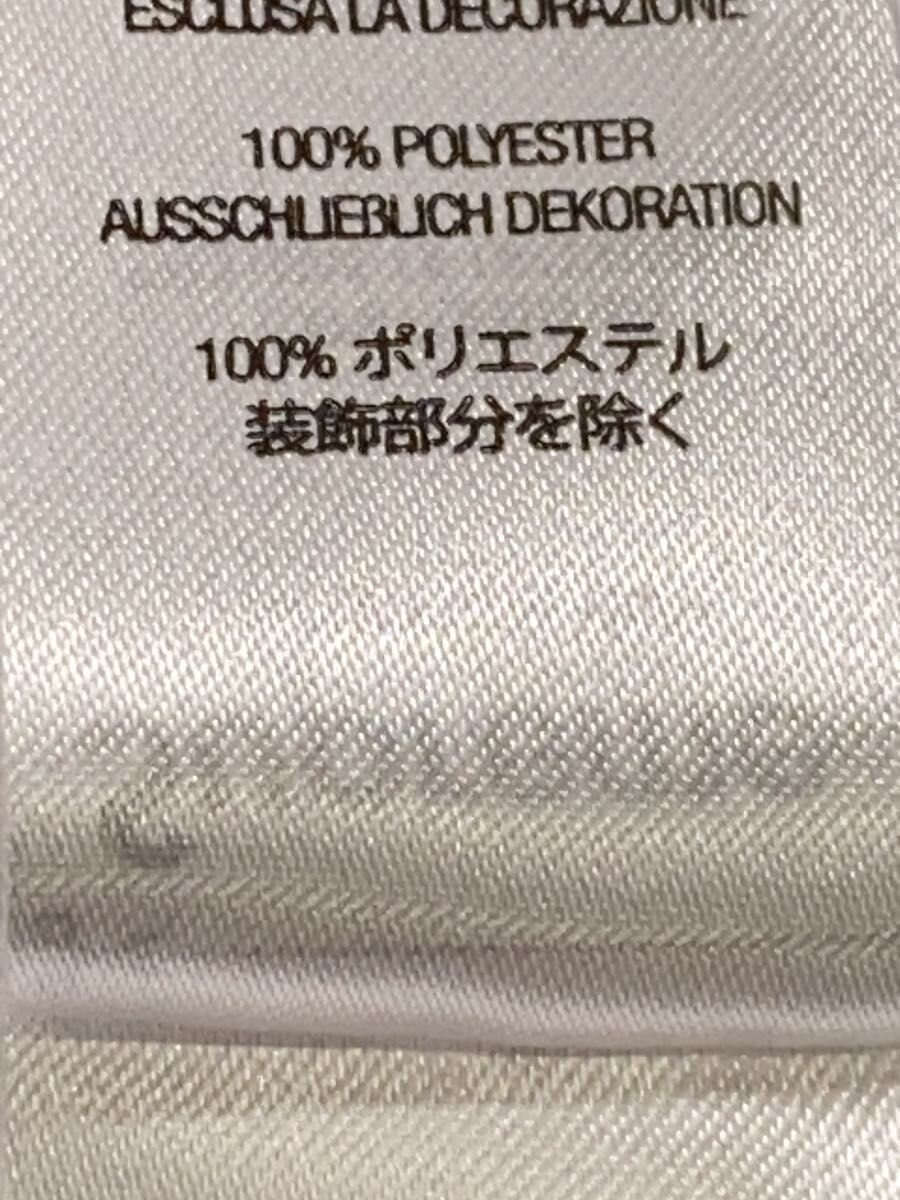 ESCLUSA LA DECORAZIONE
100% POLYESTER
AUSSCHLIEBLICH DEKORATION
100% ポリエステル
装飾部分を除く